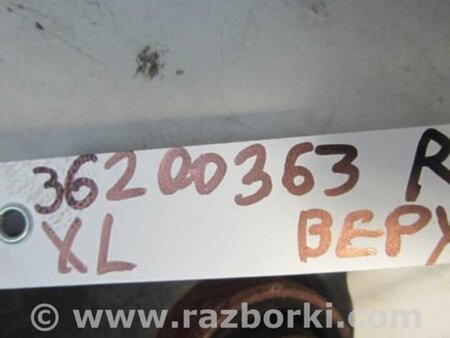 36200363 R
XL ВЕРХ
© www.razborki.com